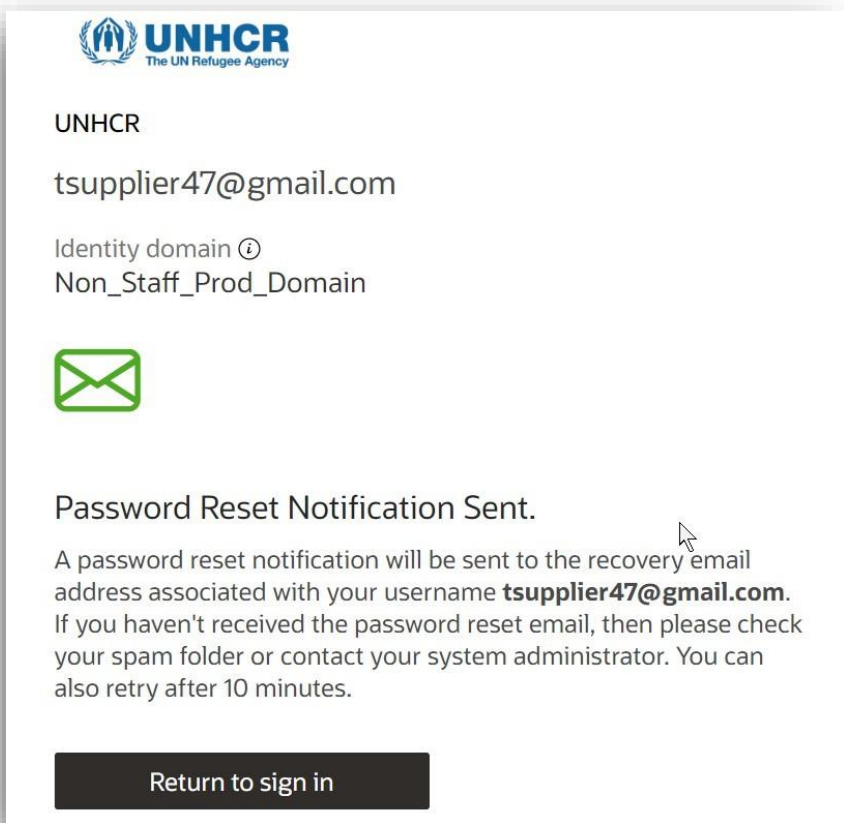 UNHCR
The UN Refugee Agency
UNHCR
tsupplier47@gmail.com
Identity domain
Non_Staff_Prod_Domain
Password Reset Notification Sent.
A password reset notification will be sent to the recovery email
address associated with your username tsupplier47@gmail.com.
If you haven't received the password reset email, then please check
your spam folder or contact your system administrator. You can
also retry after 10 minutes.
Return to sign in